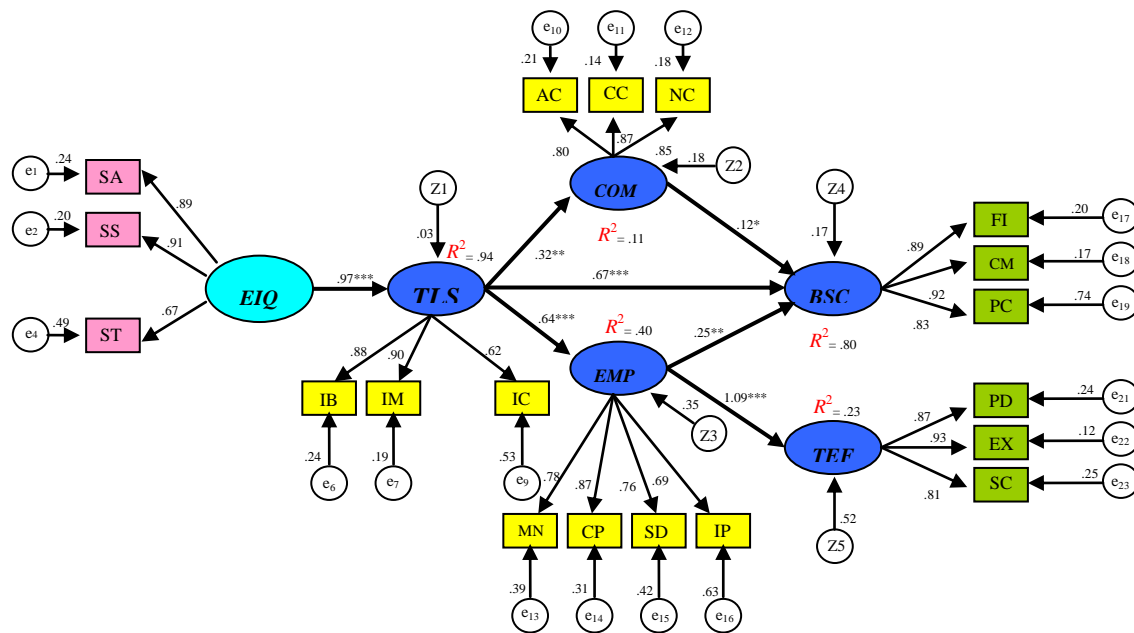 e10
e11
e12
.21
.14
.18
AC
CC
NC
.80
.87
.85
.18
Z2
COM
R² = .11
e1
.24
SA
.89
e2
.20
SS
.91
e4
.49
ST
.67
EIQ
.97***
Z1
.03
R² = .94
TLS
.32**
.12*
.67***
.64***
Z4
.17
BSC
R² = .80
.89
.92
.83
FI
CM
PC
.20
.17
.74
e17
e18
e19
.88
.90
.62
IB
IM
IC
.24
.19
.53
e6
e7
e9
R² = .40
EMP
.25**
1.09***
.35
Z3
R² = .23
TEF
.52
Z5
.87
.93
.81
PD
EX
SC
.24
.12
.25
e21
e22
e23
.78
.87
.76
.69
MN
CP
SD
IP
.39
.31
.42
.63
e13
e14
e15
e16